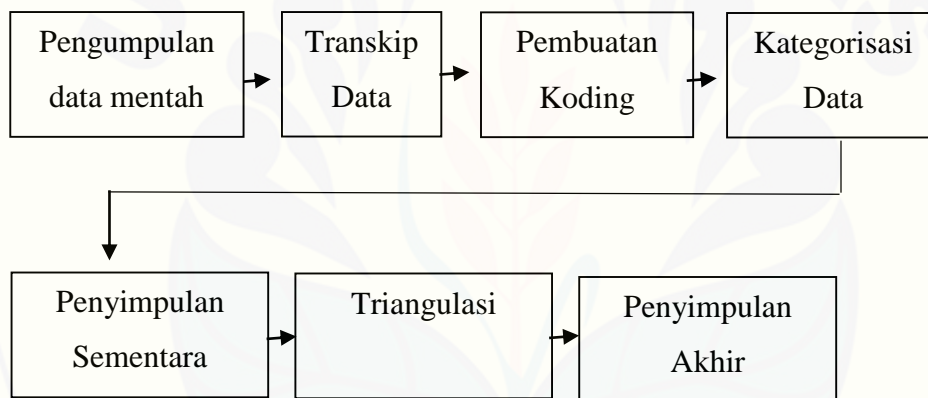 Pengumpulan
data mentah
Transkip
Data
Pembuatan
Koding
Kategorisasi
Data
Penyimpulan
Sementara
Triangulasi
Penyimpulan
Akhir